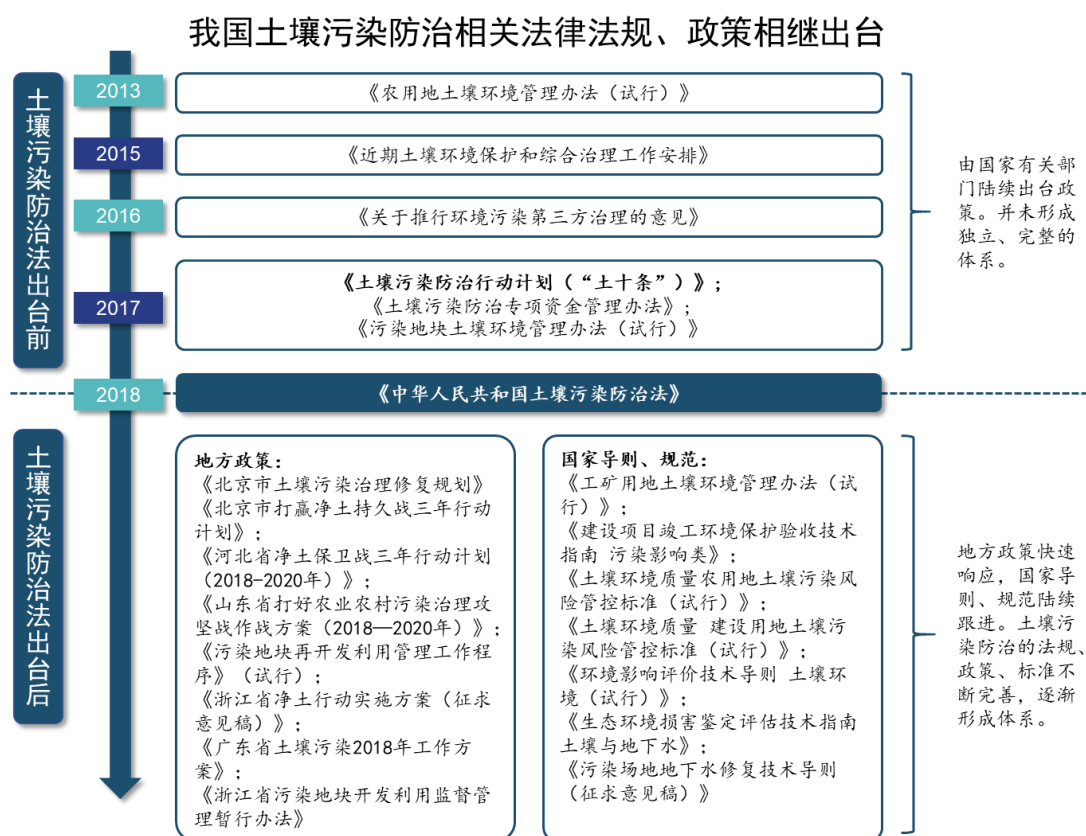 我国土壤污染防治相关法律法规、政策相继出台
土壤污染防治法出台前
2013
《农用地土壤环境管理办法（试行）》
2015
《近期土壤环境保护和综合治理工作安排》
2016
《关于推行环境污染第三方治理的意见》
2017
《土壤污染防治行动计划（“土十条”）》；
《土壤污染防治专项资金管理办法》；
《污染地块土壤环境管理办法（试行）》
由国家有关部
门陆续出台政
策。并未形成
独立、完整的
体系。
2018
《中华人民共和国土壤污染防治法》
土壤污染防治法出台后
地方政策：
《北京市土壤污染治理修复规划》
《北京市打赢净土持久战三年行动
计划》；
《河北省净土保卫战三年行动计划
（2018-2020年）》；
《山东省打好农业农村污染治理攻
坚战作战方案（2018—2020年）》；
《污染地块再开发利用管理工作程
序》（试行）；
《浙江省净土行动实施方案（征求
意见稿）》；
《广东省土壤污染2018年工作方
案》；
《浙江省污染地块开发利用监督管
理暂行办法》
国家导则、规范：
《工矿用地土壤环境管理办法（试
行）》；
《建设项目竣工环境保护验收技术
指南 污染影响类》；
《土壤环境质量农用地土壤污染风
险管控标准（试行）》；
《土壤环境质量 建设用地土壤污
染风险管控标准（试行）》；
《环境影响评价技术导则 土壤环
境（试行）》；
《生态环境损害鉴定评估技术指南
土壤与地下水》；
《污染场地地下水修复技术导则
（征求意见稿）》
地方政策快速
响应，国家导
则、规范陆续
跟进。土壤污
染防治的法规、
政策、标准不
断完善，逐渐
形成体系。